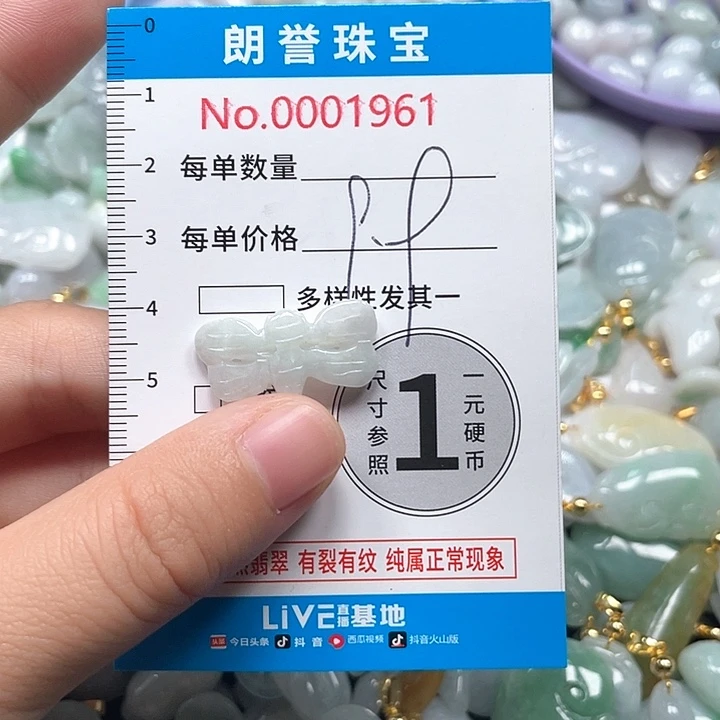 朗誉珠宝
0
1
No.0001961
2
每单数量
3
每单价格
4
多样性发其一
5
尺寸参照
1
一元硬币
翡翠 有裂有纹 纯属正常现象
LiVE直播基地
头条 今日头条 抖音 西瓜视频 抖音火山版